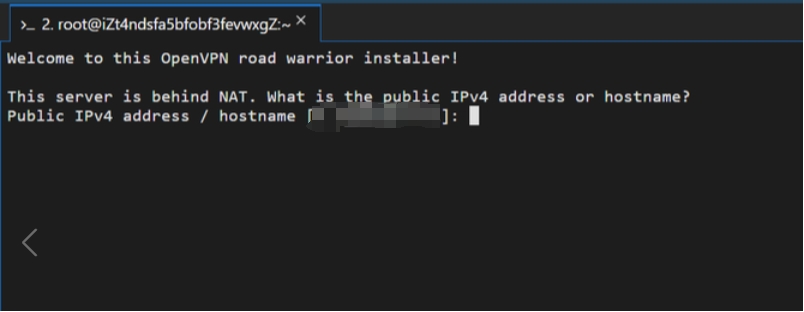 >_ 2. root@iZt4ndsfa5bfobf3fevwxgZ:~ ×
Welcome to this OpenVPN road warrior installer!
This server is behind NAT. What is the public IPv4 address or hostname?
Public IPv4 address / hostname [ ]: